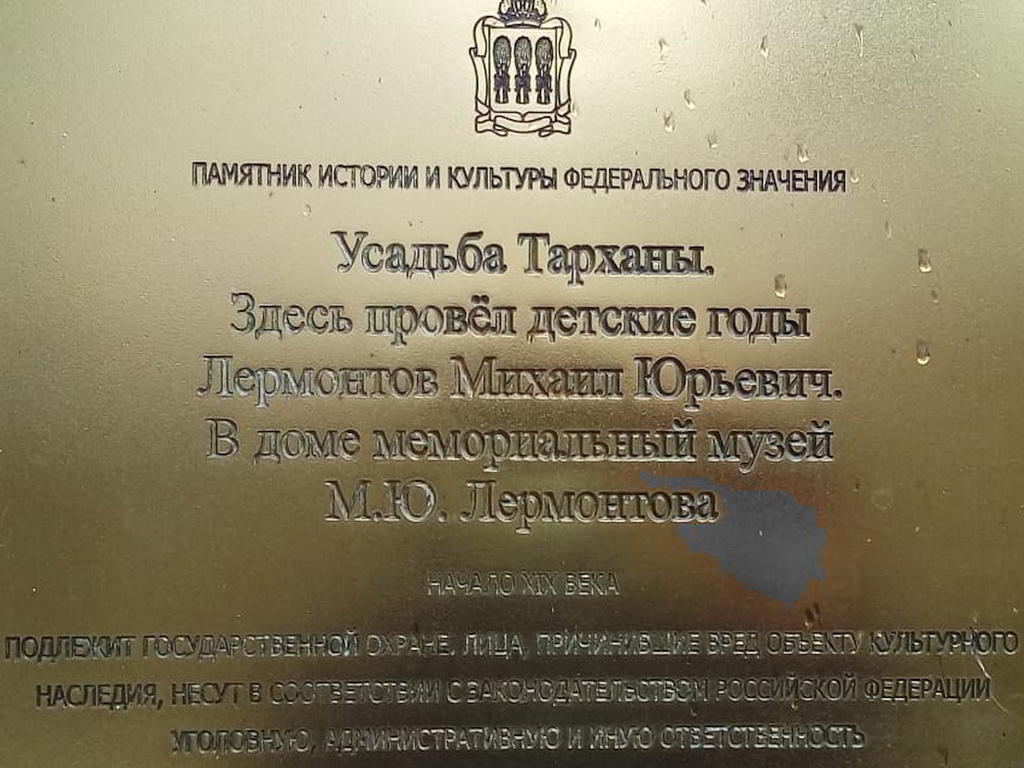 ПАМЯТНИК ИСТОРИИ И КУЛЬТУРЫ ФЕДЕРАЛЬНОГО ЗНАЧЕНИЯ
Усадьба Тарханы.
Здесь провёл детские годы
Лермонтов Михаил Юрьевич.
В доме мемориальный музей
М.Ю. Лермонтова
НАЧАЛО XIX ВЕКА
ПОДЛЕЖИТ ГОСУДАРСТВЕННОЙ ОХРАНЕ. ЛИЦА, ПРИЧИНИВШИЕ ВРЕД ОБЪЕКТУ КУЛЬТУРНОГО
НАСЛЕДИЯ, НЕСУТ В СООТВЕТСТВИИ С ЗАКОНОДАТЕЛЬСТВОМ РОССИЙСКОЙ ФЕДЕРАЦИИ
УГОЛОВНУЮ, АДМИНИСТРАТИВНУЮ И ИНУЮ ОТВЕТСТВЕННОСТЬ